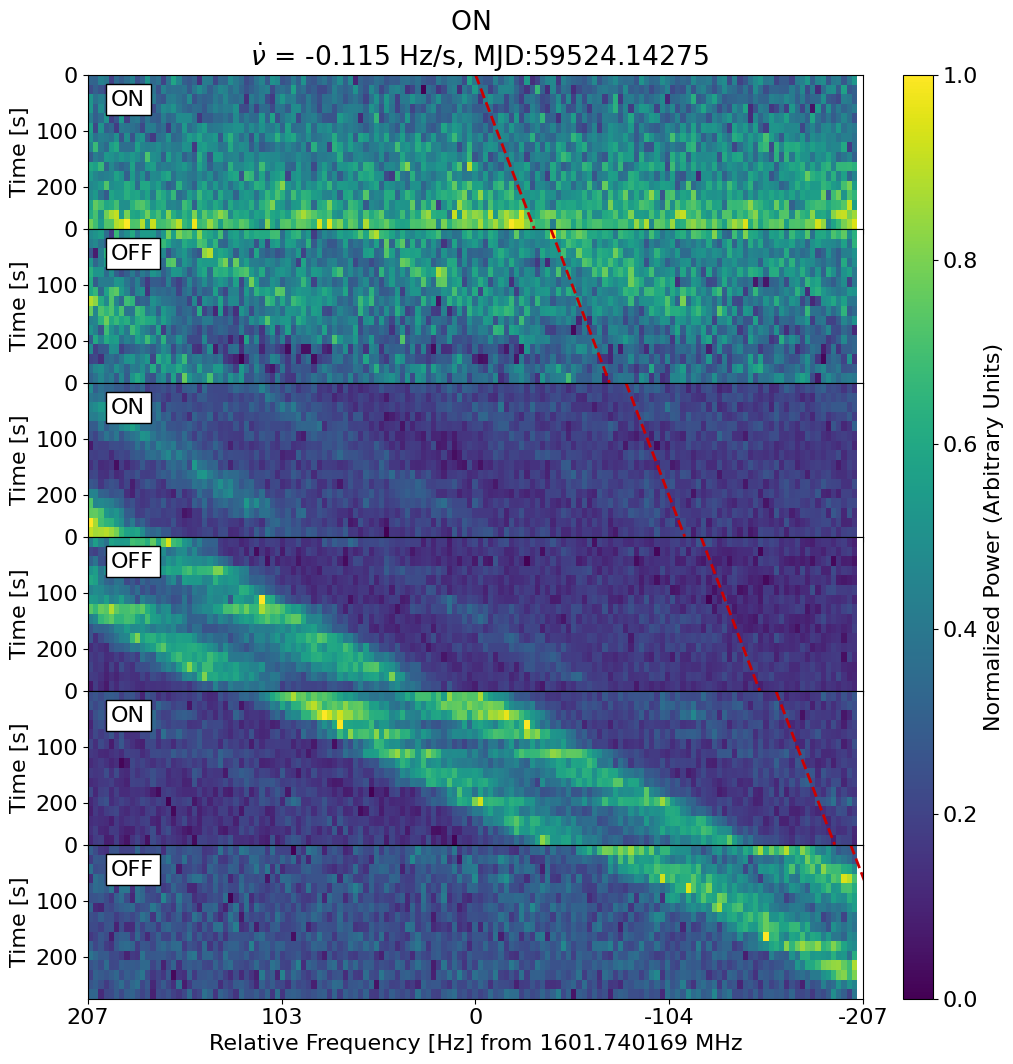 ON
ν̇ = -0.115 Hz/s, MJD:59524.14275
0
ON
100
Time [s]
200
0
OFF
100
Time [s]
200
0
ON
100
Time [s]
200
0
OFF
100
Time [s]
200
0
ON
100
Time [s]
200
0
OFF
100
Time [s]
200
207 103 0 -104 -207
Relative Frequency [Hz] from 1601.740169 MHz
1.0
0.8
0.6
0.4
0.2
0.0
Normalized Power (Arbitrary Units)